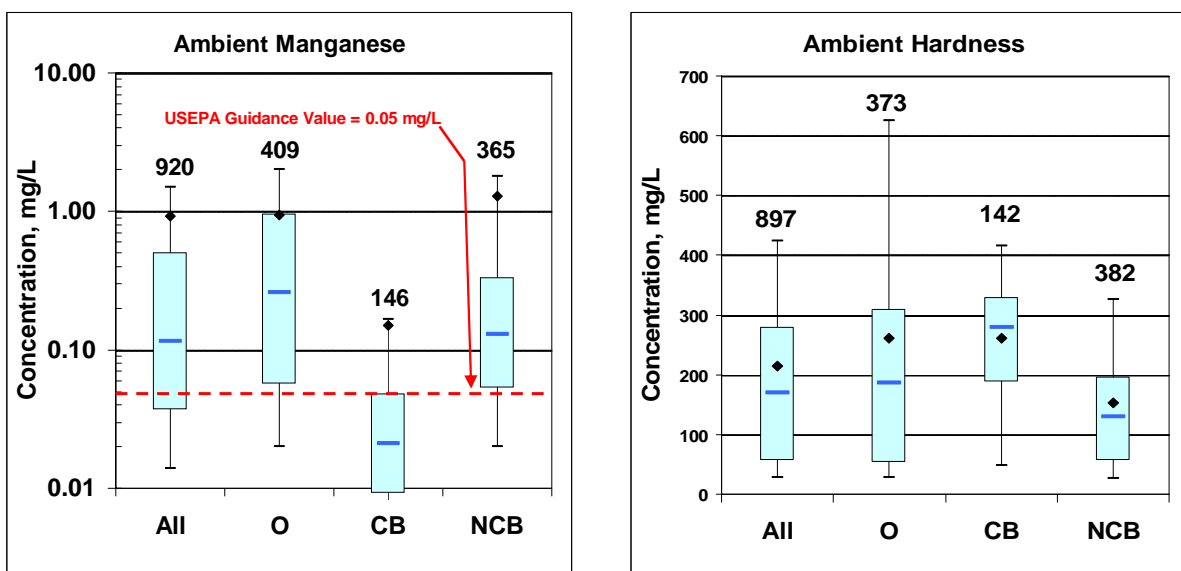 Ambient Manganese
10.00
USEPA Guidance Value = 0.05 mg/L
920
409
365
1.00
146
0.10
0.01
Concentration, mg/L
All O CB NCB
Ambient Hardness
700
373
600
500
897
142
400
382
300
200
100
0
Concentration, mg/L
All O CB NCB